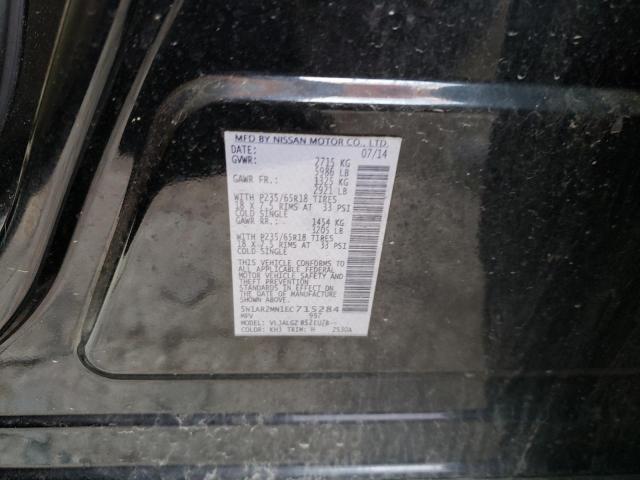 MFD BY NISSAN MOTOR CO., LTD.
DATE: 07/14
GVWR: 2715 KG
5986 LB
GAWR FR.: 1325 KG
2921 LB
WITH P235/65R18 TIRES
18 X 7.5 RIMS AT 33 PSI
COLD SINGLE
GAWR RR.: 1454 KG
3205 LB
WITH P235/65R18 TIRES
18 X 7.5 RIMS AT 33 PSI
COLD SINGLE
THIS VEHICLE CONFORMS TO
ALL APPLICABLE FEDERAL
MOTOR VEHICLE SAFETY AND
THEFT PREVENTION
STANDARDS IN EFFECT ON
THE DATE OF MANUFACTURE
SHOWN ABOVE.
5N1AR2MN1EC715284
MPV 997
MODEL: VLJALGZ
COLOR: KH3 TRIM: H 2530A